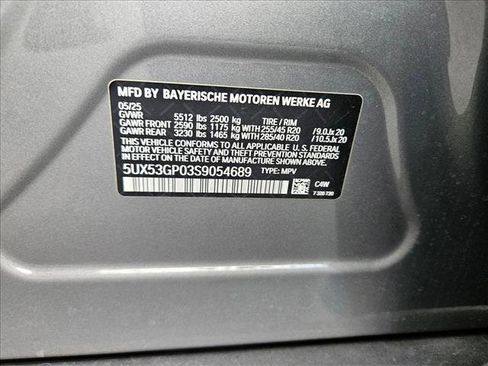 MFD BY BAYERISCHE MOTOREN WERKE AG
05/25
GVWR 5512 lbs 2500 kg TIRE / RIM
GAWR FRONT 2590 lbs 1175 kg WITH 255/45 R20 /9.0Jx20
GAWR REAR 3230 lbs 1465 kg WITH 285/40 R20 /10.5Jx20
THIS VEHICLE CONFORMS TO ALL APPLICABLE FEDERAL
MOTOR VEHICLE SAFETY AND THEFT PREVENTION
STANDARDS IN EFFECT ON THE DATE OF MANUFACTURE SHOWN ABOVE.
5UX53GP03S9054689 TYPE: MPV
C4W
7 320 720